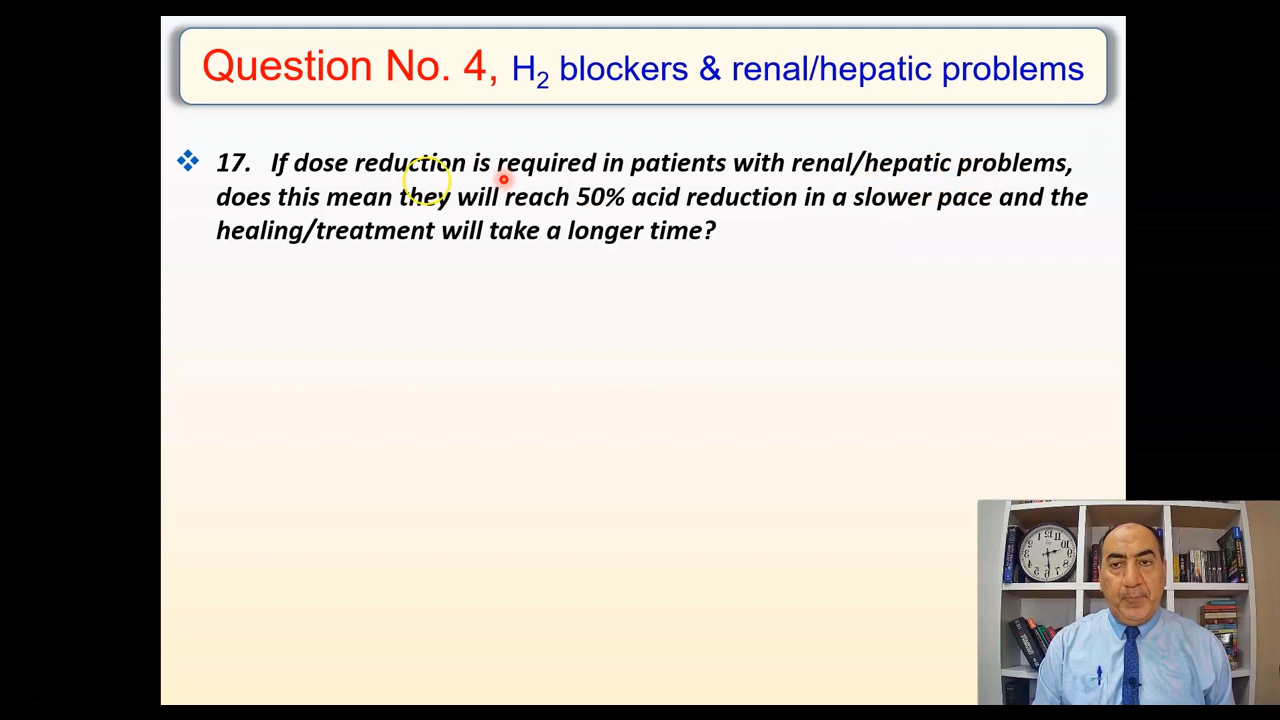 Question No. 4, H₂ blockers & renal/hepatic problems
17. If dose reduction is required in patients with renal/hepatic problems,
does this mean they will reach 50% acid reduction in a slower pace and the
healing/treatment will take a longer time?